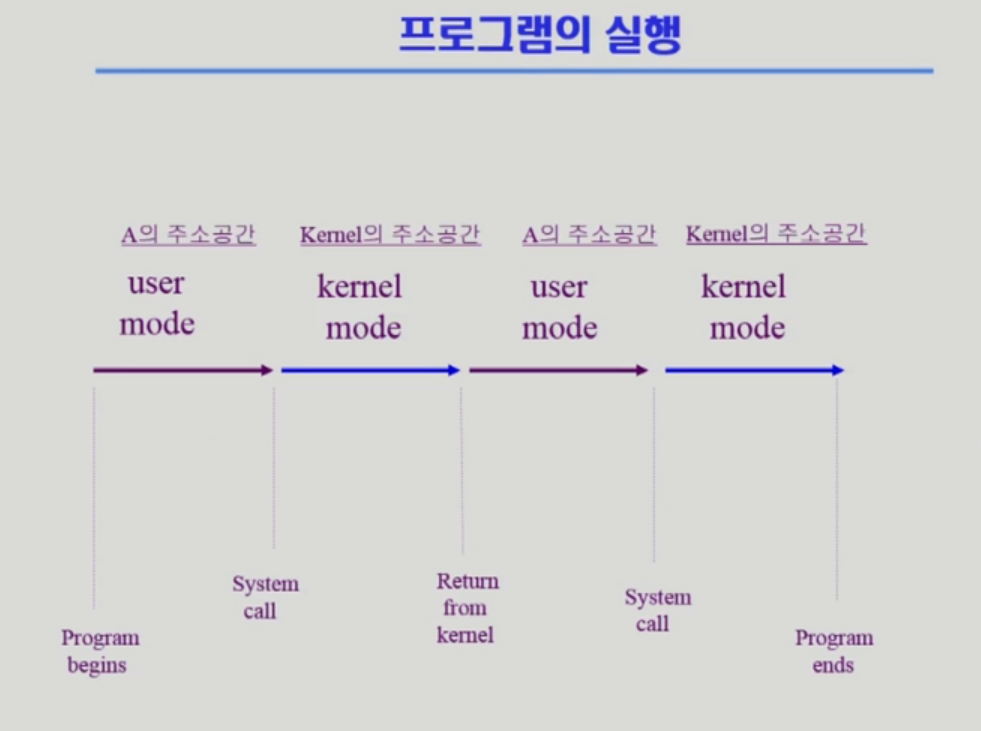 프로그램의 실행
A의 주소공간
Kernel의 주소공간
A의 주소공간
Kernel의 주소공간
user
mode
kernel
mode
user
mode
kernel
mode
System
call
Return
from
kernel
System
call
Program
begins
Program
ends